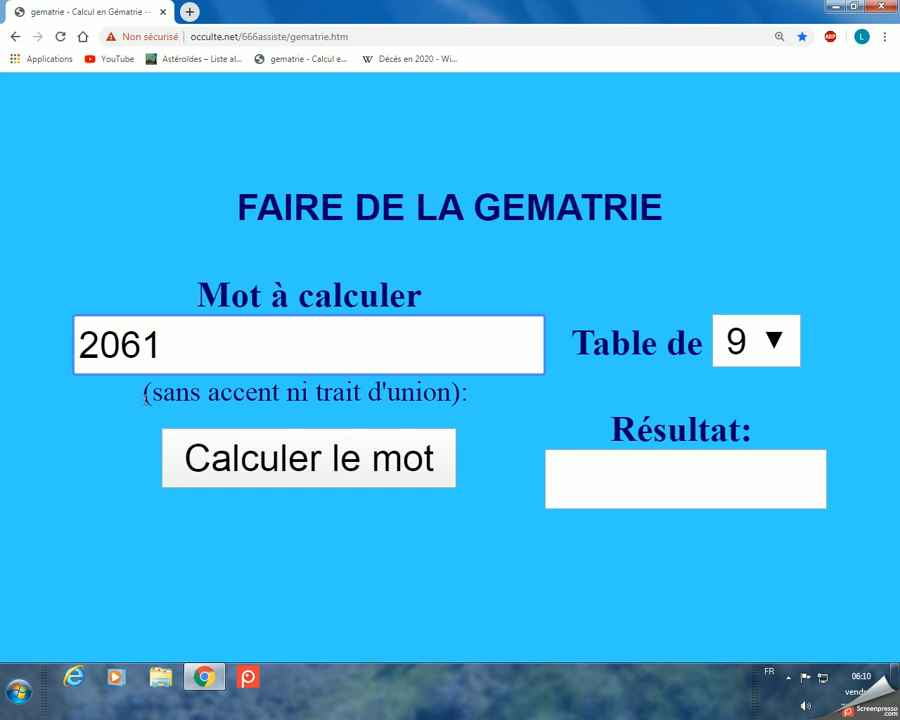 gematrie - Calcul en Gématrie --
Non sécurisé
occulte.net/666assiste/gematrie.htm
ABP
L
Applications
YouTube
Astéroïdes – Liste al...
gematrie - Calcul e...
W Décès en 2020 - Wi...
FAIRE DE LA GEMATRIE
Mot à calculer
2061
Table de 9
(sans accent ni trait d'union):
Résultat:
Calculer le mot
FR
06:10
Screenpresso
.com